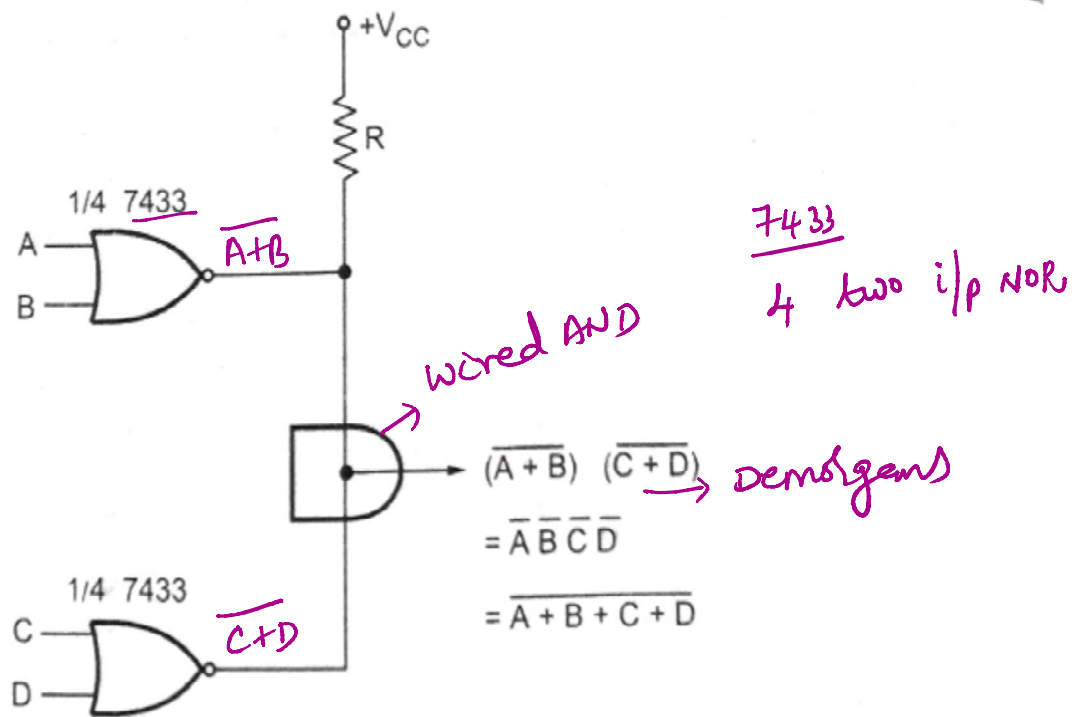 +VCC
R
1/4 7433
A
B
A̅+̅B̅
7433
4 two i/p NOR
wired AND
(A̅ ̅+̅ ̅B̅) (C̅ ̅+̅ ̅D̅)
Demorgans
= A̅ B̅ C̅ D̅
= A̅ ̅+̅ ̅B̅ ̅+̅ ̅C̅ ̅+̅ ̅D̅
1/4 7433
C
D
C̅+̅D̅